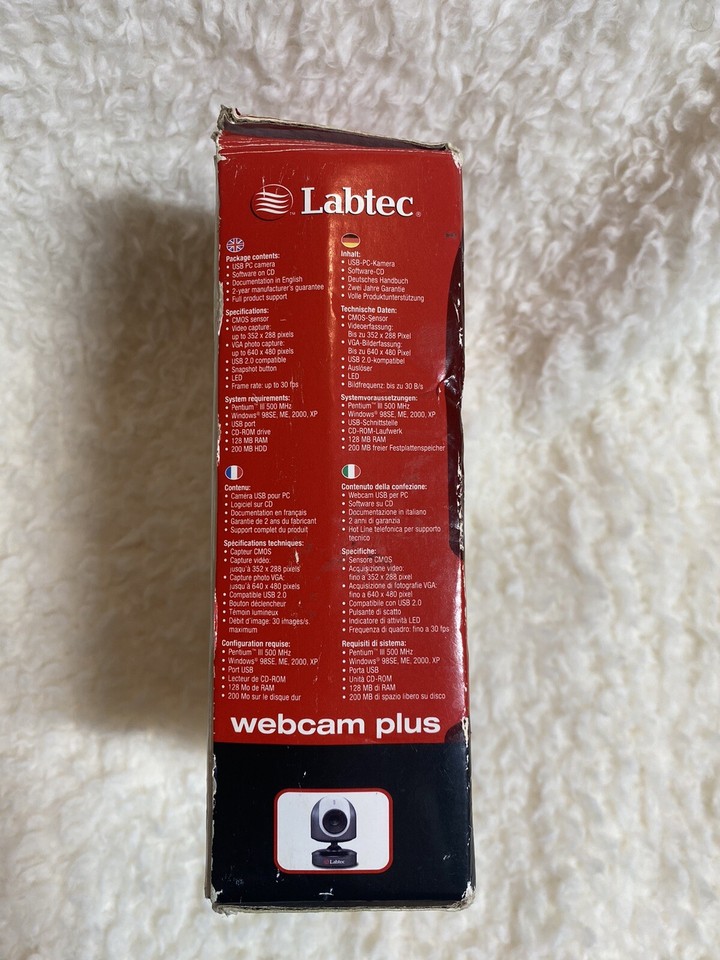 Labtec
Package contents:
• USB PC camera
• Software on CD
• Documentation in English
• 2-year manufacturer's guarantee
• Full product support
Specifications:
• CMOS sensor
• Video capture:
up to 352 x 288 pixels
• VGA photo capture:
up to 640 x 480 pixels
• USB 2.0 compatible
• Snapshot button
• LED
• Frame rate: up to 30 fps
System requirements:
• Pentium™ III 500 MHz
• Windows® 98SE, ME, 2000, XP
• USB port
• CD-ROM drive
• 128 MB RAM
• 200 MB HDD
Inhalt:
• USB-PC-Kamera
• Software-CD
• Deutsches Handbuch
• Zwei Jahre Garantie
• Volle Produktunterstützung
Technische Daten:
• CMOS-Sensor
• Videoerfassung:
Bis zu 352 x 288 Pixel
• VGA-Bilderfassung:
Bis zu 640 x 480 Pixel
• USB 2.0-kompatibel
• Auslöser
• LED
• Bildfrequenz: bis zu 30 B/s
Systemvoraussetzungen:
• Pentium™ III 500 MHz
• Windows® 98SE, ME, 2000, XP
• USB-Schnittstelle
• CD-ROM-Laufwerk
• 128 MB RAM
• 200 MB freier Festplattenspeicher
Contenu:
• Caméra USB pour PC
• Logiciel sur CD
• Documentation en français
• Garantie de 2 ans du fabricant
• Support complet du produit
Spécifications techniques:
• Capteur CMOS
• Capture vidéo:
jusqu'à 352 x 288 pixels
• Capture photo VGA:
jusqu'à 640 x 480 pixels
• Compatible USB 2.0
• Bouton déclencheur
• Témoin lumineux
• Débit d'image: 30 images/s.
maximum
Configuration requise:
• Pentium™ III 500 MHz
• Windows® 98SE, ME, 2000, XP
• Port USB
• Lecteur de CD-ROM
• 128 Mo de RAM
• 200 Mo sur le disque dur
Contenuto della confezione:
• Webcam USB per PC
• Software su CD
• Documentazione in italiano
• 2 anni di garanzia
• Hot Line telefonica per supporto
tecnico
Specifiche:
• Sensore CMOS
• Acquisizione video:
fino a 352 x 288 pixel
• Acquisizione di fotografie VGA:
fino a 640 x 480 pixel
• Compatibile con USB 2.0
• Pulsante di scatto
• Indicatore di attività LED
• Frequenza di quadro: fino a 30 fps
Requisiti di sistema:
• Pentium™ III 500 MHz
• Windows® 98SE, ME, 2000, XP
• Porta USB
• Unità CD-ROM
• 128 MB di RAM
• 200 MB di spazio libero su disco
webcam plus
Labtec